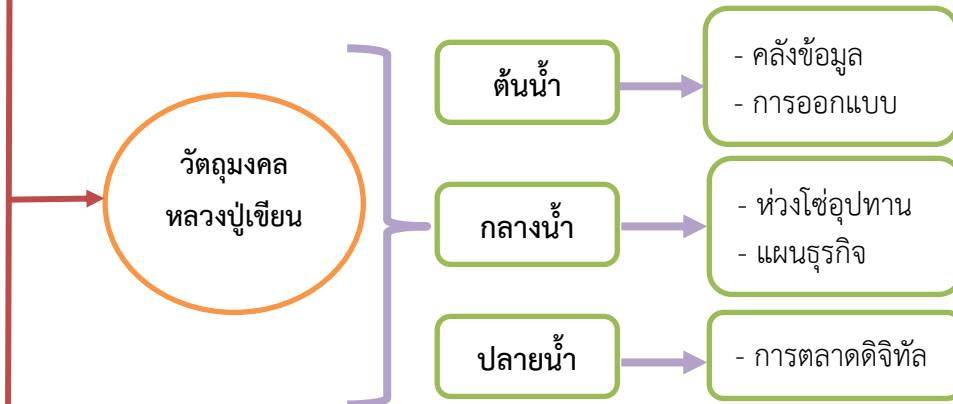 วัตถุมงคล
หลวงปู่เขียน
ต้นน้ำ
- คลังข้อมูล
- การออกแบบ
กลางน้ำ
- ห่วงโซ่อุปทาน
- แผนธุรกิจ
ปลายน้ำ
- การตลาดดิจิทัล